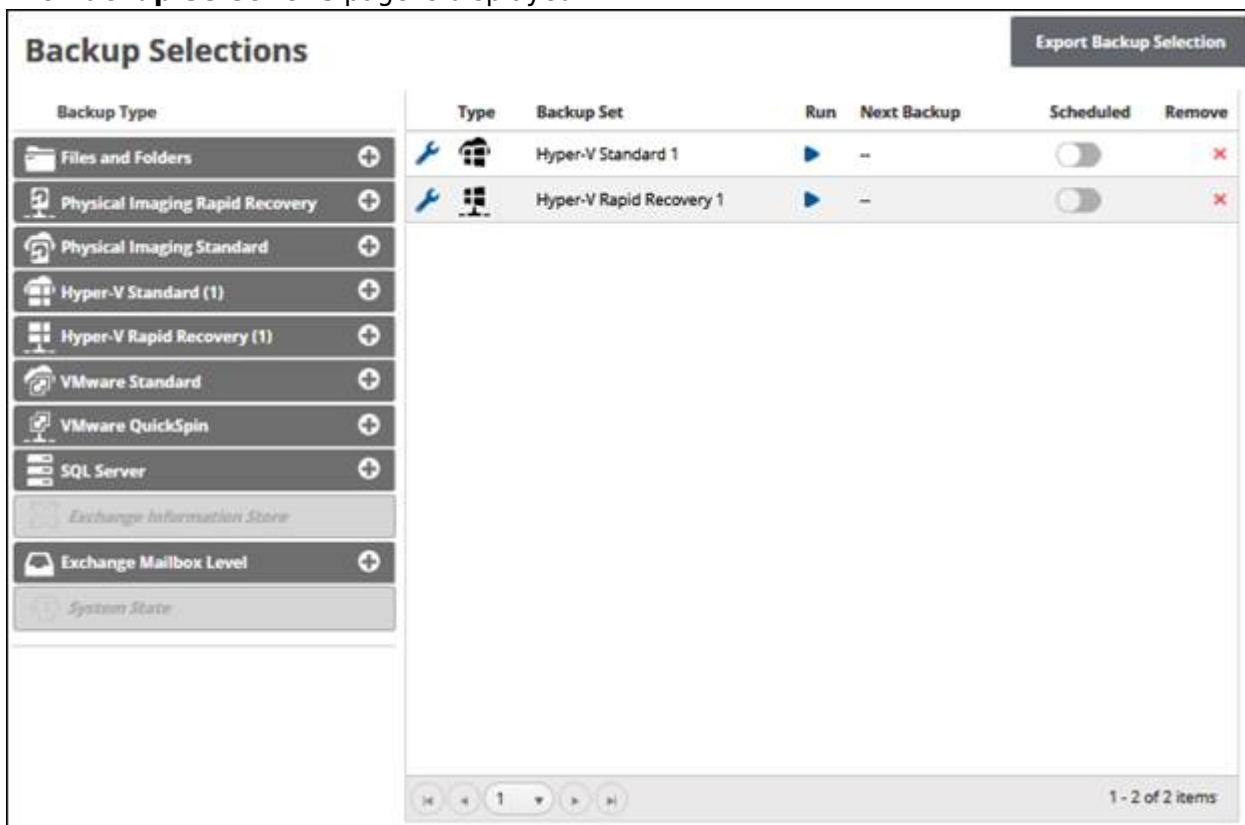 Backup Selections
Export Backup Selection
Backup Type
Files and Folders
Physical Imaging Rapid Recovery
Physical Imaging Standard
Hyper-V Standard (1)
Hyper-V Rapid Recovery (1)
VMware Standard
VMware QuickSpin
SQL Server
Exchange Information Store
Exchange Mailbox Level
System State
Type Backup Set Run Next Backup Scheduled Remove
Hyper-V Standard 1 --
Hyper-V Rapid Recovery 1 --
1
1 - 2 of 2 items